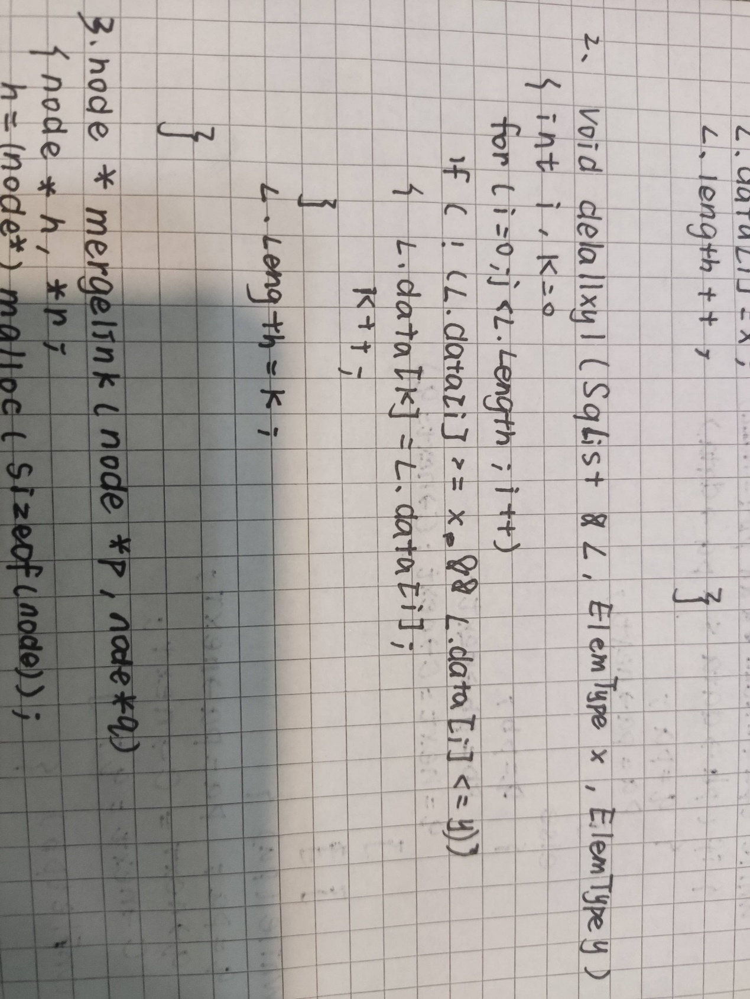 L.data[i]=x;
L.length++;
}
2. void delallxy1(SqList &L, ElemType x, ElemType y)
{ int i, k=0
for (i=0;j<L.Length; i++)
if (!(L.data[i]>=x && L.data[i]<=y))
{ L.data[k]=L.data[i];
k++;
}
L.Length=k;
}
3. node * mergelink(node *p, node*q)
{ node *h, *r;
h=(node*)malloc(sizeof(node));